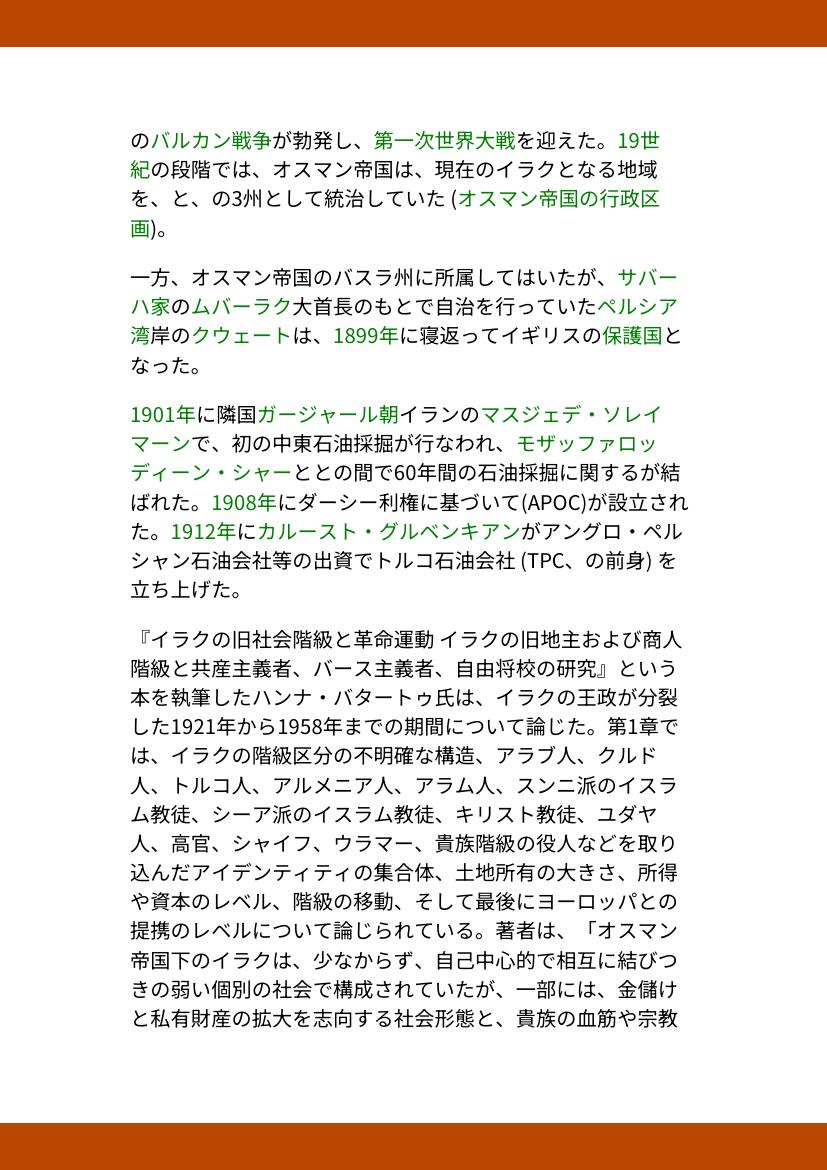 のバルカン戦争が勃発し、第一次世界大戦を迎えた。19世
紀の段階では、オスマン帝国は、現在のイラクとなる地域
を、と、の3州として統治していた (オスマン帝国の行政区
画)。
一方、オスマン帝国のバスラ州に所属してはいたが、サバー
ハ家のムバーラク大首長のもとで自治を行っていたペルシア
湾岸のクウェートは、1899年に寝返ってイギリスの保護国と
なった。
1901年に隣国ガージャール朝イランのマスジェデ・ソレイ
マーンで、初の中東石油採掘が行なわれ、モザッファロッ
ディーン・シャーととの間で60年間の石油採掘に関するが結
ばれた。1908年にダーシー利権に基づいて(APOC)が設立され
た。1912年にカルースト・グルベンキアンがアングロ・ペル
シャン石油会社等の出資でトルコ石油会社 (TPC、の前身) を
立ち上げた。
『イラクの旧社会階級と革命運動 イラクの旧地主および商人
階級と共産主義者、バース主義者、自由将校の研究』という
本を執筆したハンナ・バタートゥ氏は、イラクの王政が分裂
した1921年から1958年までの期間について論じた。第1章で
は、イラクの階級区分の不明確な構造、アラブ人、クルド
人、トルコ人、アルメニア人、アラム人、スンニ派のイスラ
ム教徒、シーア派のイスラム教徒、キリスト教徒、ユダヤ
人、高官、シャイフ、ウラマー、貴族階級の役人などを取り
込んだアイデンティティの集合体、土地所有の大きさ、所得
や資本のレベル、階級の移動、そして最後にヨーロッパとの
提携のレベルについて論じられている。著者は、「オスマン
帝国下のイラクは、少なからず、自己中心的で相互に結びつ
きの弱い個別の社会で構成されていたが、一部には、金儲け
と私有財産の拡大を志向する社会形態と、貴族の血筋や宗教